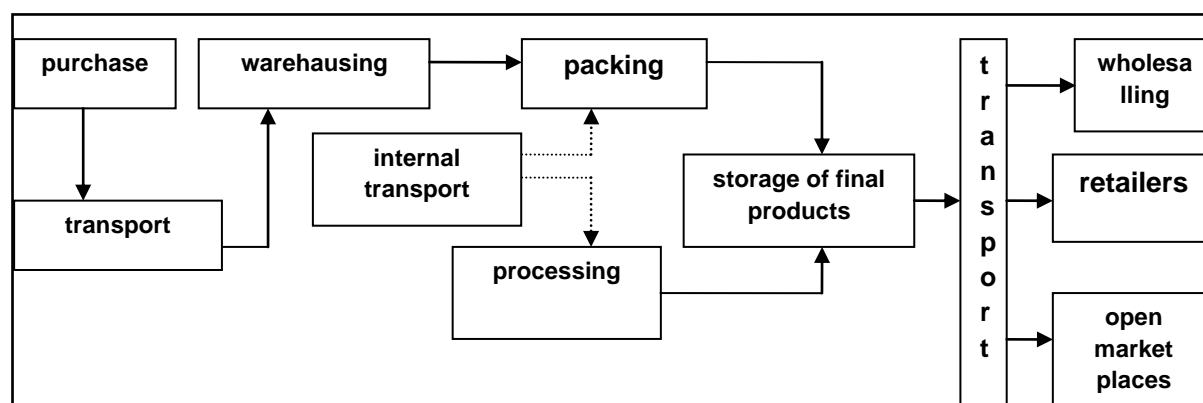 purchase
warehausing
packing
internal
transport
transport
processing
storage of final
products
t
r
a
n
s
p
o
r
t
wholesa
lling
retailers
open
market
places